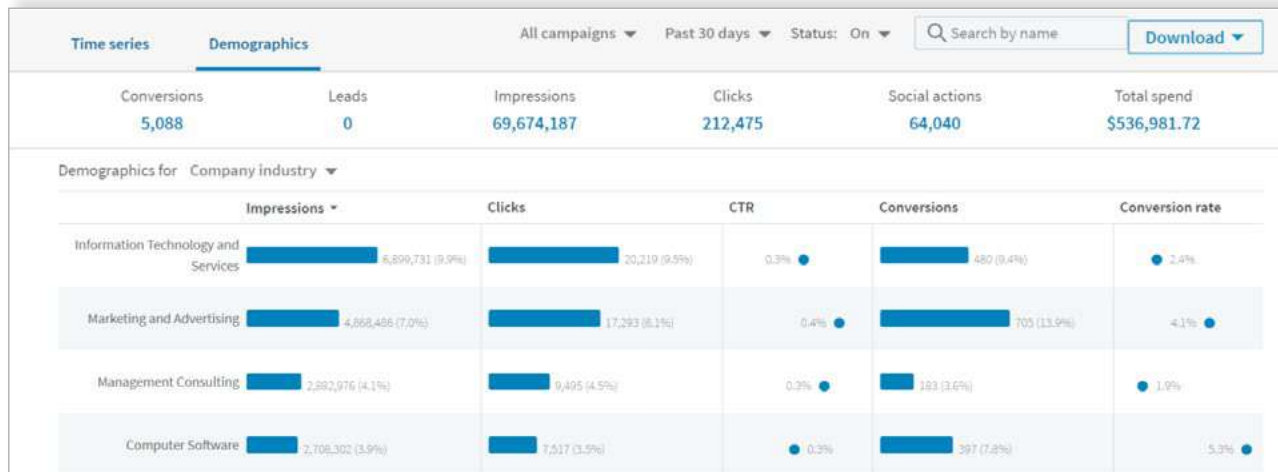 Time series Demographics All campaigns Past 30 days Status: On Search by name Download
Conversions Leads Impressions Clicks Social actions Total spend
5,088 0 69,674,187 212,475 64,040 $536,981.72
Demographics for Company industry
Impressions Clicks CTR Conversions Conversion rate
Information Technology and
Services 6,899,731 (9.9%) 20,219 (9.5%) 0.3% 480 (9.4%) 2.4%
Marketing and Advertising 4,868,486 (7.0%) 17,293 (8.1%) 0.4% 705 (13.9%) 4.1%
Management Consulting 2,882,976 (4.1%) 9,495 (4.5%) 0.3% 183 (3.6%) 1.9%
Computer Software 2,708,302 (3.9%) 7,517 (3.5%) 0.3% 397 (7.8%) 5.3%